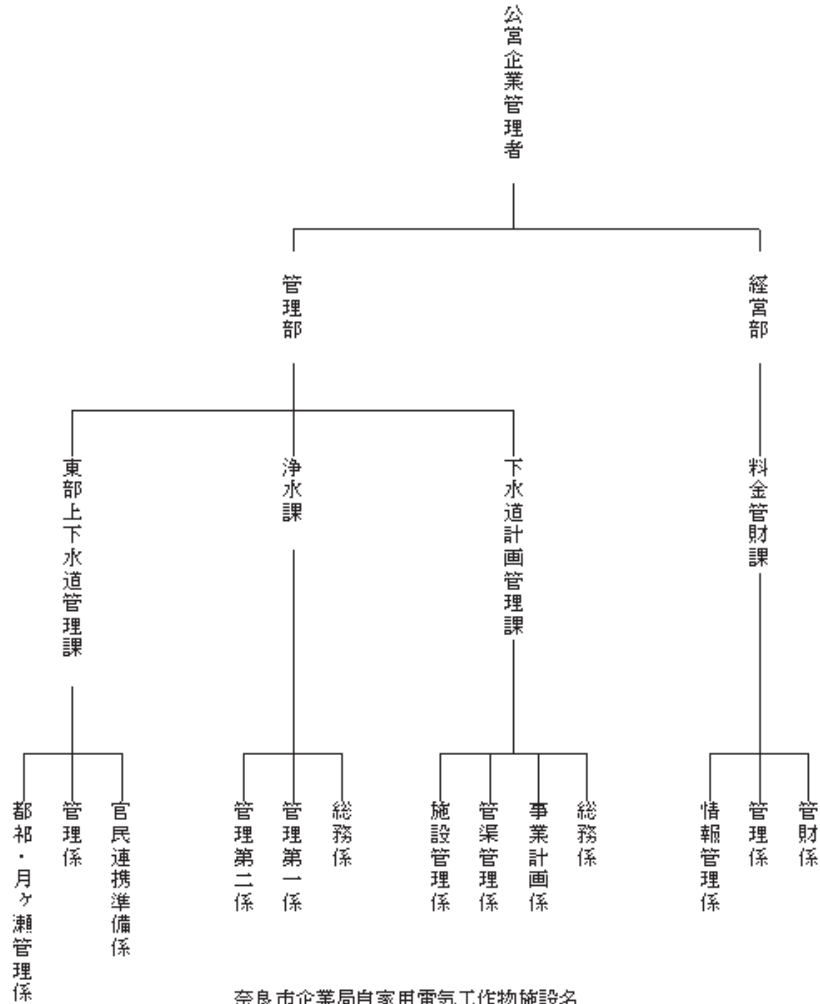 公営企業管理者
経営部
管理部
料金管財課
下水道計画管理課
浄水課
東部上下水道管理課
管財係
管理係
情報管理係
総務係
事業計画係
管渠管理係
施設管理係
総務係
管理第一係
管理第二係
官民連携準備係
管理係
都祁・月ヶ瀬管理係
奈良市企業局自家用電気工作物施設名